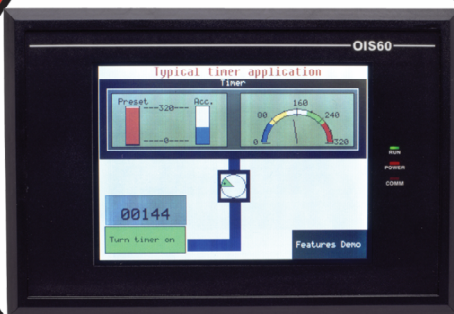 OIS60
Typical timer application
Timer
Preset
Acc.
320
0
160
240
0
320
RUN
POWER
COMM
00144
Turn timer on
Features Demo